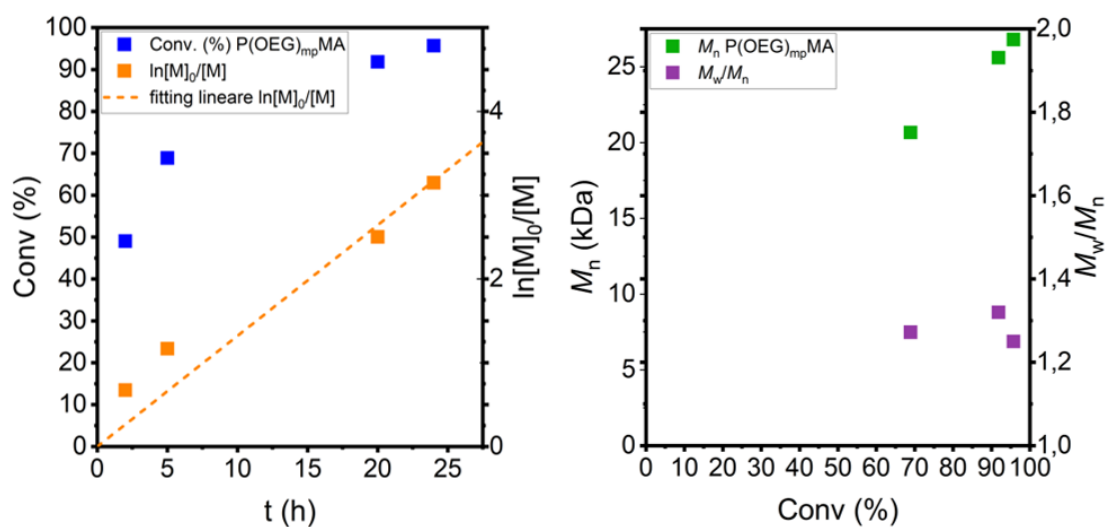 Conv. (%) P(OEG)mpMA
ln[M]0/[M]
fitting lineare ln[M]0/[M]
100
90
80
70
60
50
40
30
20
10
0
Conv (%)
0 5 10 15 20 25
t (h)
4
2
0
ln[M]0/[M]
Mn P(OEG)mpMA
Mw/Mn
25
20
15
10
5
0
Mn (kDa)
0 10 20 30 40 50 60 70 80 90 100
Conv (%)
2,0
1,8
1,6
1,4
1,2
1,0
Mw/Mn